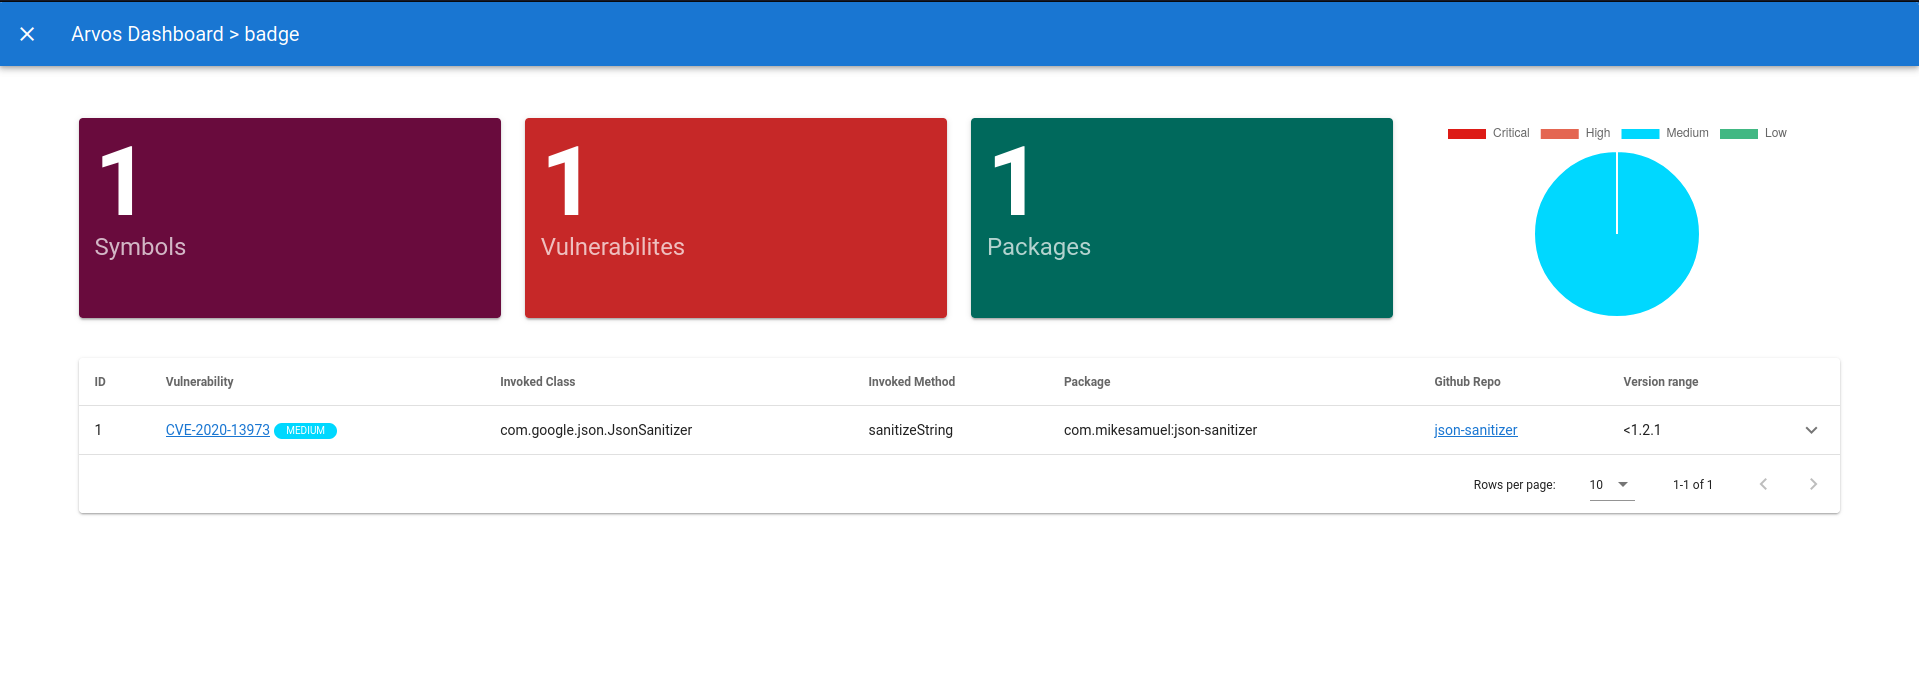 Arvos Dashboard > badge
1
Symbols
1
Vulnerabilites
1
Packages
Critical High Medium Low
ID Vulnerability Invoked Class Invoked Method Package Github Repo Version range
1 CVE-2020-13973 MEDIUM com.google.json.JsonSanitizer sanitizeString com.mikesamuel:json-sanitizer json-sanitizer <1.2.1
Rows per page: 10 1-1 of 1